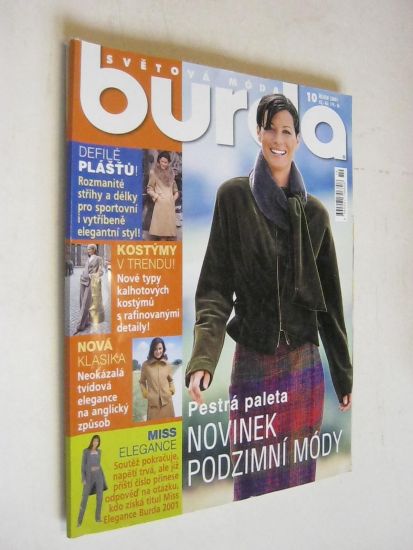 SVĚTOVÁ MÓDA
burda
10
DEFILÉ
PLÁŠŤŮ!
Rozmanité
střihy a délky
pro sportovní
i vytříbeně
elegantní styl!
KOSTÝMY
V TRENDU!
Nové typy
kalhotových
kostýmů
s rafinovanými
detaily!
NOVÁ
KLASIKA
Neokázalá
tvídová
elegance
na anglický
způsob
MISS
ELEGANCE
Soutěž pokračuje,
napětí trvá, ale již
příští číslo přinese
odpověď na otázku,
kdo získá titul Miss
Elegance Burda 2001
Pestrá paleta
NOVINEK
PODZIMNÍ MÓDY